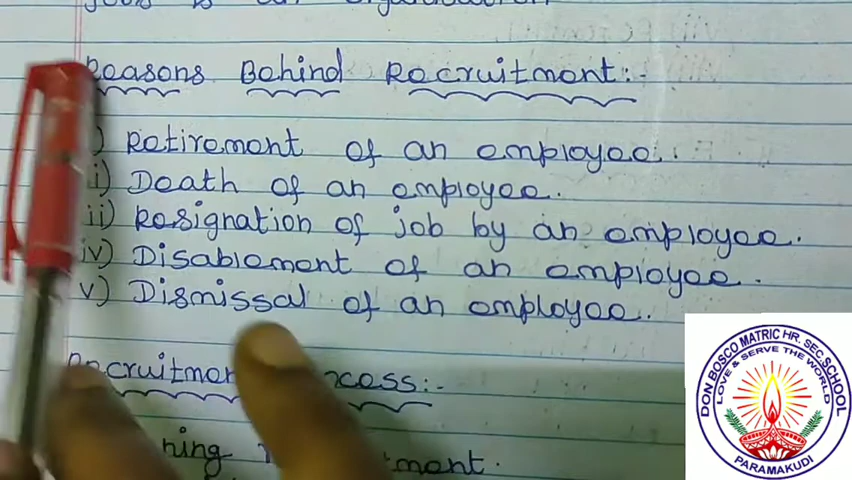 Reasons Behind Recruitment:-
Retirement of an employee.
i) Death of an employee.
ii) Resignation of job by an employee.
iv) Disablement of an employee.
v) Dismissal of an employee.
Recruitment
ment.
DON BOSCO MATRIC HR. SEC. SCHOOL
LOVE & SERVE THE WORLD
PARAMAKUDI